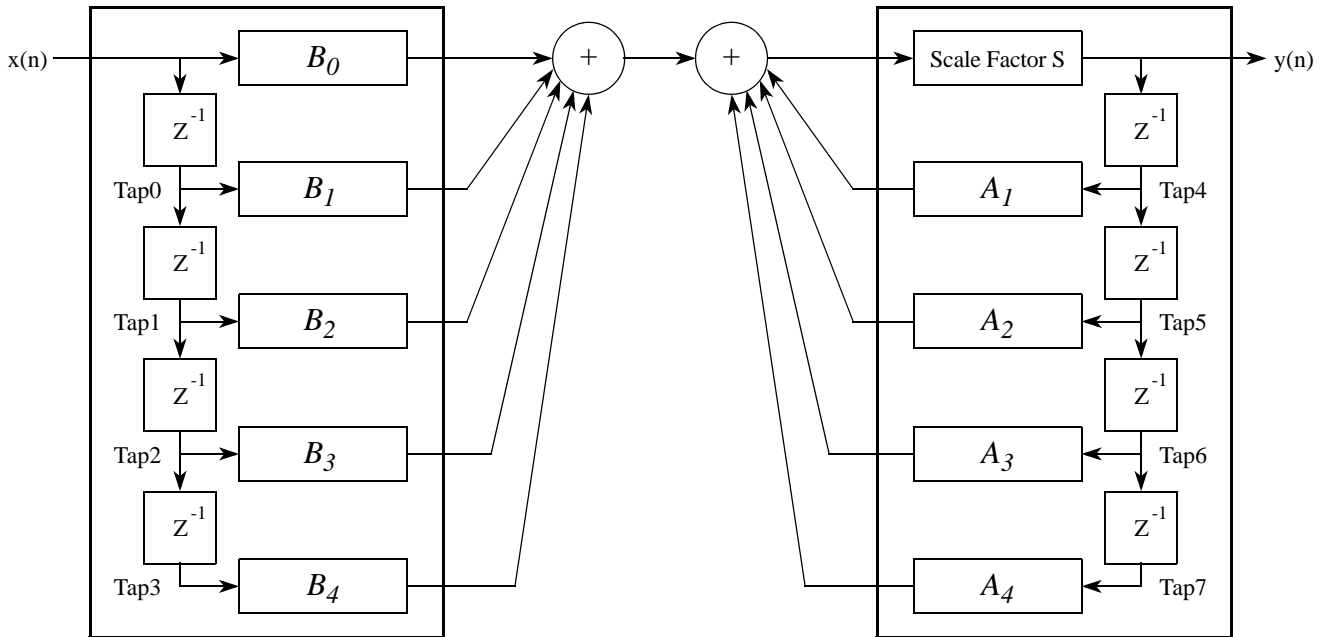 x(n) B0 + + Scale Factor S y(n)
Z-1 Z-1
Tap0 B1 A1 Tap4
Z-1 Z-1
Tap1 B2 A2 Tap5
Z-1 Z-1
Tap2 B3 A3 Tap6
Z-1 Z-1
Tap3 B4 A4 Tap7